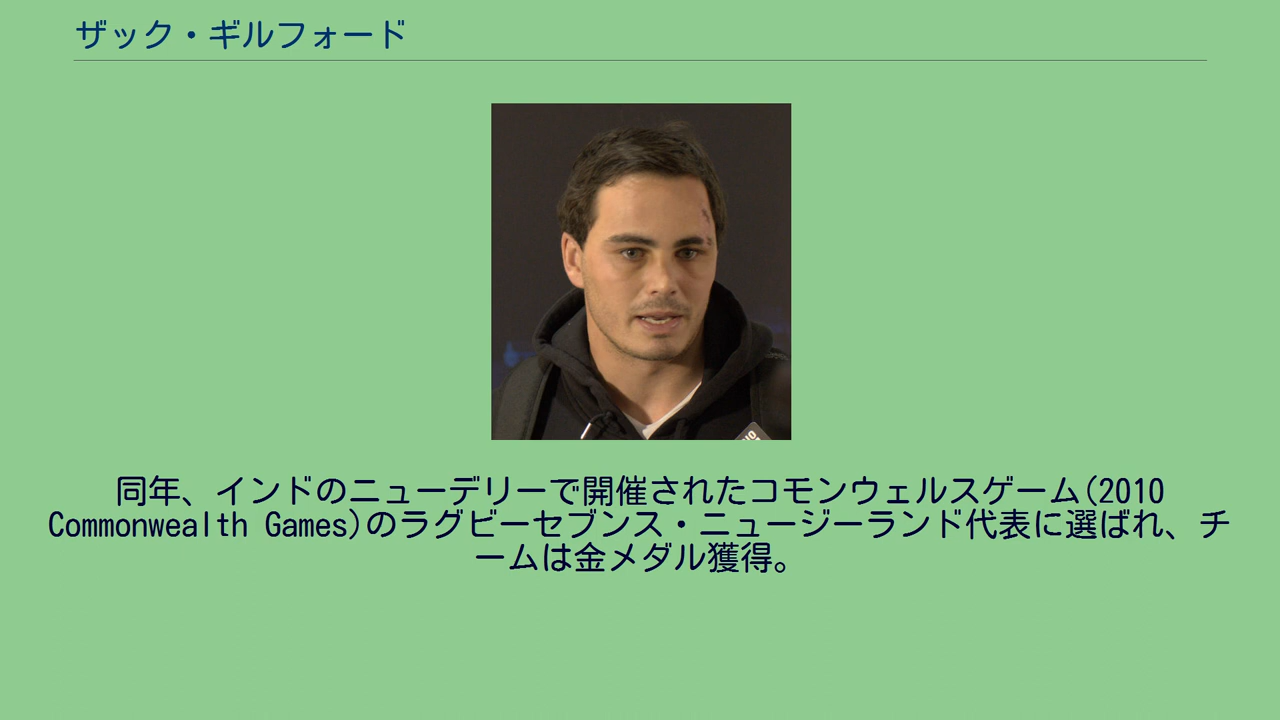 ザック・ギルフォード
同年、インドのニューデリーで開催されたコモンウェルスゲーム(2010
Commonwealth Games)のラグビーセブンス・ニュージーランド代表に選ばれ、チ
ームは金メダル獲得。